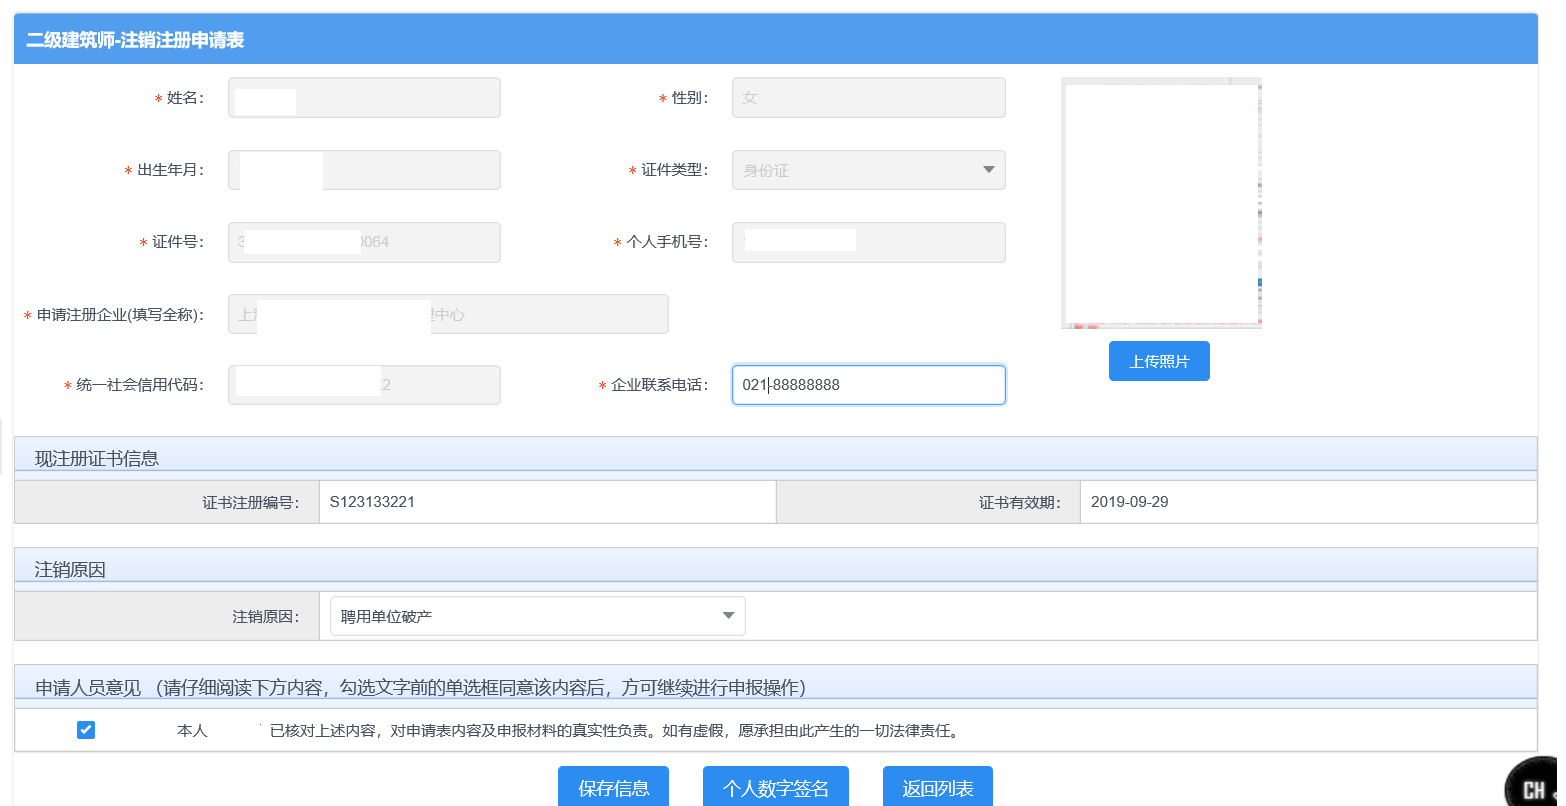 二级建筑师-注销注册申请表
* 姓名： * 性别： 女
* 出生年月： * 证件类型： 身份证
* 证件号： 3 0064 * 个人手机号：
* 申请注册企业(填写全称)： 上 中心
上传照片
* 统一社会信用代码： 2 * 企业联系电话： 021-88888888
现注册证书信息
证书注册编号： S123133221 证书有效期： 2019-09-29
注销原因
注销原因： 聘用单位破产
申请人员意见 （请仔细阅读下方内容，勾选文字前的单选框同意该内容后，方可继续进行申报操作）
本人 已核对上述内容，对申请表内容及申报材料的真实性负责。如有虚假，愿承担由此产生的一切法律责任。
保存信息 个人数字签名 返回列表
CH